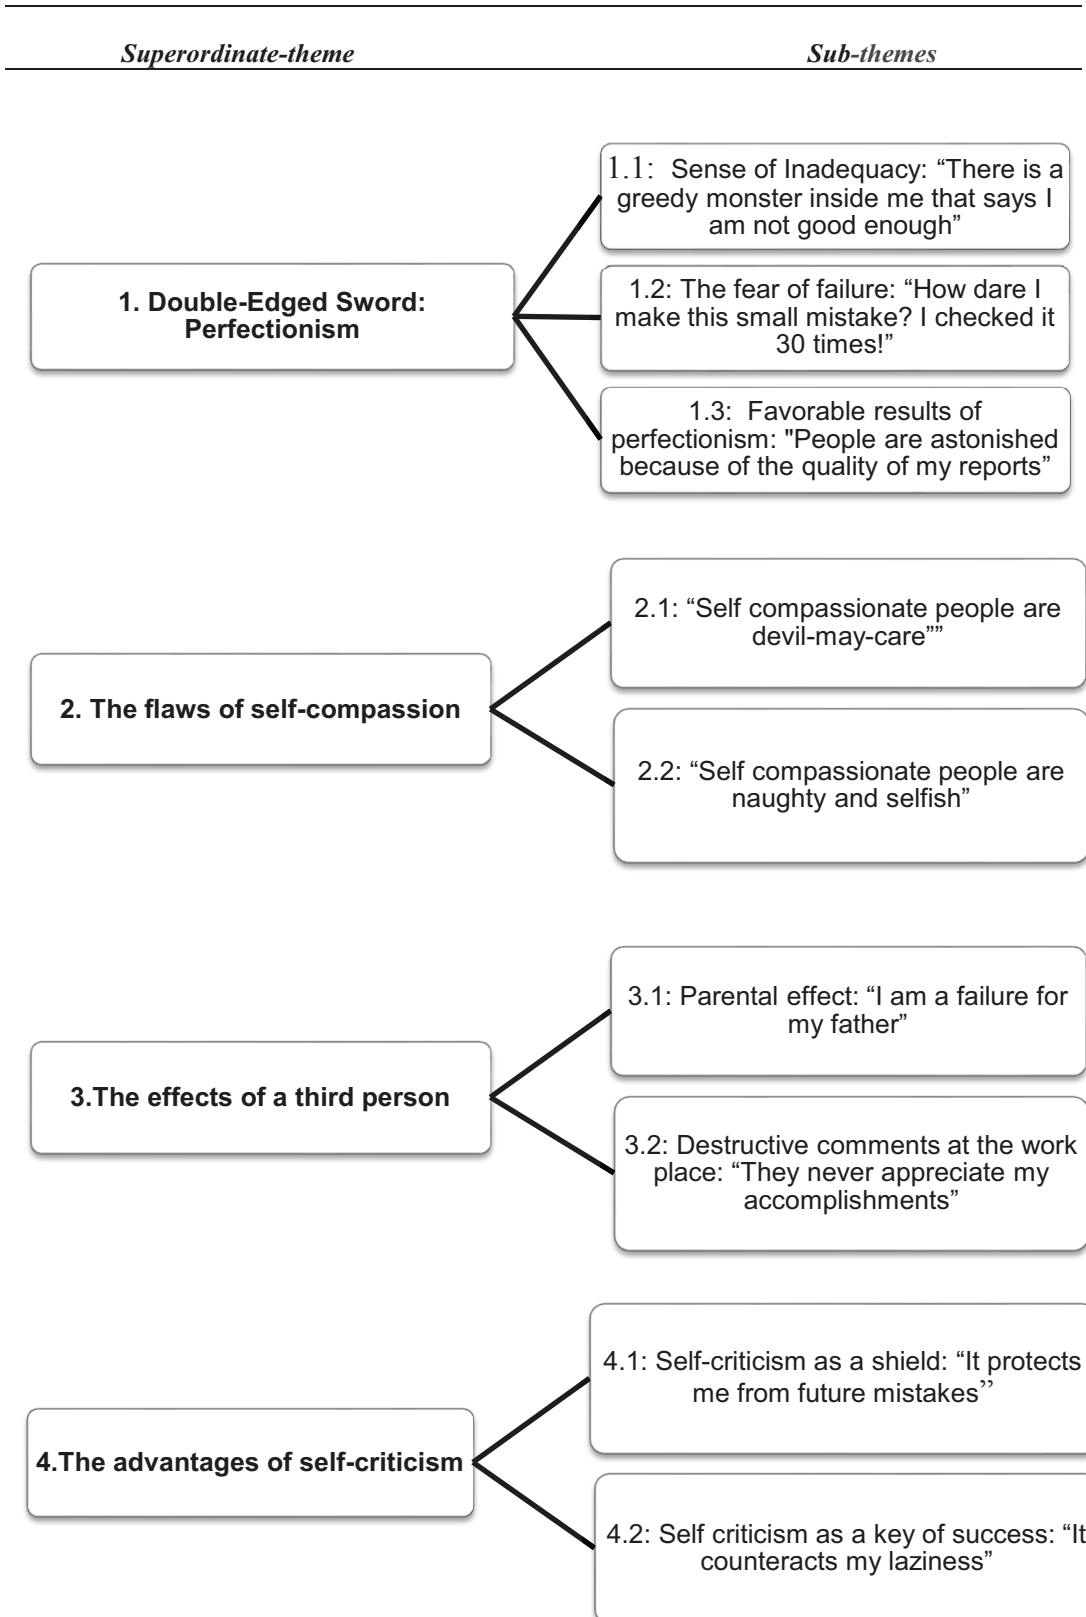 Superordinate-theme
Sub-themes
1. Double-Edged Sword:
Perfectionism
1.1:  Sense of Inadequacy: “There is a
greedy monster inside me that says I
am not good enough”
1.2: The fear of failure: “How dare I
make this small mistake? I checked it
30 times!”
1.3:  Favorable results of
perfectionism: "People are astonished
because of the quality of my reports”
2. The flaws of self-compassion
2.1: “Self compassionate people are
devil-may-care””
2.2: “Self compassionate people are
naughty and selfish”
3.The effects of a third person
3.1: Parental effect: “I am a failure for
my father”
3.2: Destructive comments at the work
place: “They never appreciate my
accomplishments”
4.The advantages of self-criticism
4.1: Self-criticism as a shield: “It protects
me from future mistakes”
4.2: Self criticism as a key of success: “It
counteracts my laziness”